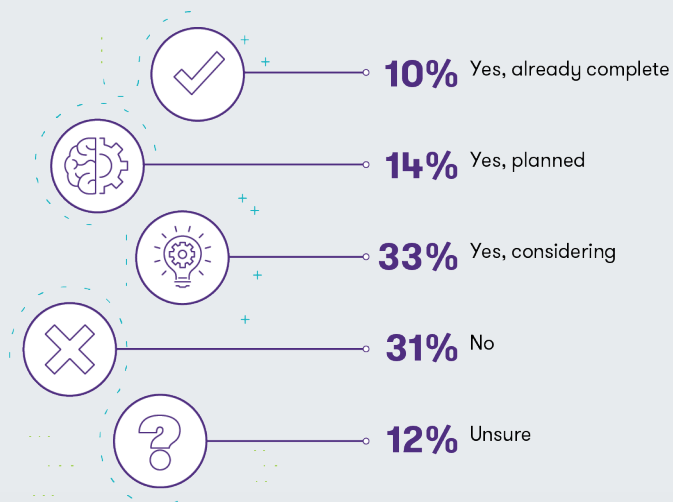 10% Yes, already complete
14% Yes, planned
33% Yes, considering
31% No
12% Unsure